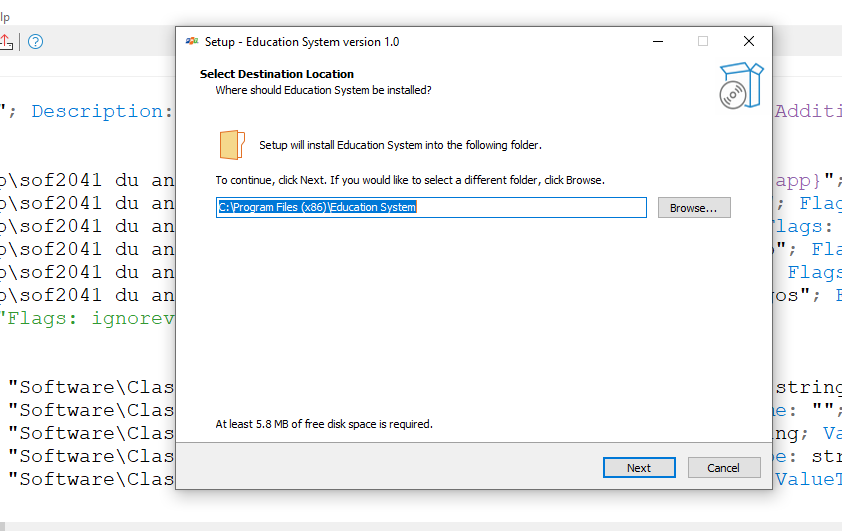 lp
Setup - Education System version 1.0
Select Destination Location
Where should Education System be installed?
"; Description:
Additi
Setup will install Education System into the following folder.
To continue, click Next. If you would like to select a different folder, click Browse.
p\sof2041 du an
app}";
C:\Program Files (x86)\Education System
Browse...
p\sof2041 du an
; Flag
p\sof2041 du an
lags:
p\sof2041 du an
"; Fla
p\sof2041 du an
Flags
p\sof2041 du an
gos"; F
"Flags: ignorev
"Software\Clas
string
"Software\Clas
e: "";
At least 5.8 MB of free disk space is required.
"Software\Clas
ng; Va
"Software\Clas
e: str
"Software\Clas
ValueT
Next
Cancel